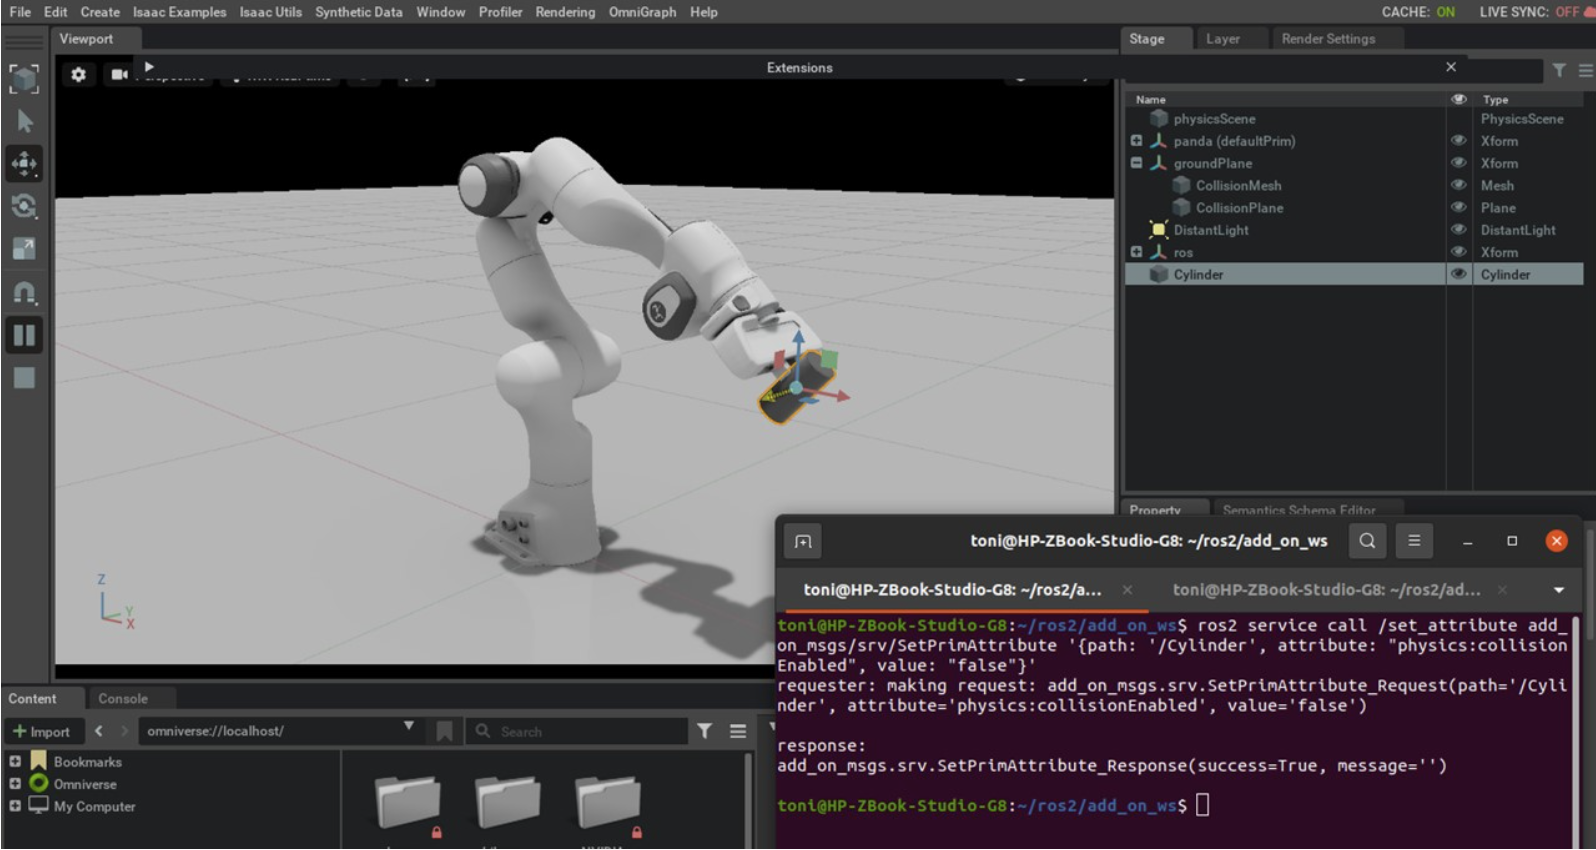 File Edit Create Isaac Examples Isaac Utils Synthetic Data Window Profiler Rendering OmniGraph Help CACHE: ON LIVE SYNC: OFF
Viewport
Extensions
Stage Layer Render Settings
Name Type
physicsScene PhysicsScene
panda (defaultPrim) Xform
groundPlane Xform
CollisionMesh Mesh
CollisionPlane Plane
DistantLight DistantLight
ros Xform
Cylinder Cylinder
Z
Y
X
Property Semantics Schema Editor
toni@HP-ZBook-Studio-G8: ~/ros2/add_on_ws
toni@HP-ZBook-Studio-G8: ~/ros2/a... toni@HP-ZBook-Studio-G8: ~/ros2/ad...
toni@HP-ZBook-Studio-G8:~/ros2/add_on_ws$ ros2 service call /set_attribute add_
on_msgs/srv/SetPrimAttribute '{path: '/Cylinder', attribute: "physics:collision
Enabled", value: "false"}'
requester: making request: add_on_msgs.srv.SetPrimAttribute_Request(path='/Cyli
nder', attribute='physics:collisionEnabled', value='false')
response:
add_on_msgs.srv.SetPrimAttribute_Response(success=True, message='')
toni@HP-ZBook-Studio-G8:~/ros2/add_on_ws$
Content Console
+ Import omniverse://localhost/ Search
Bookmarks
Omniverse
My Computer